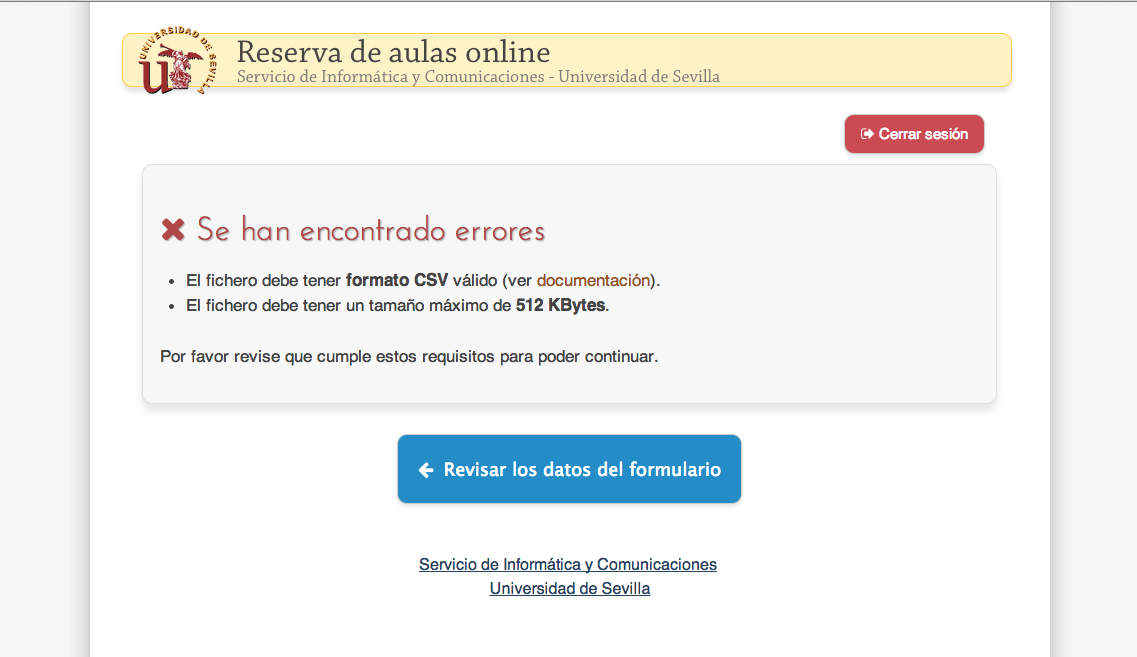 UNIVERSIDAD DE SEVILLA
Reserva de aulas online
Servicio de Informática y Comunicaciones - Universidad de Sevilla
Cerrar sesión
Se han encontrado errores
• El fichero debe tener formato CSV válido (ver documentación).
• El fichero debe tener un tamaño máximo de 512 KBytes.
Por favor revise que cumple estos requisitos para poder continuar.
Revisar los datos del formulario
Servicio de Informática y Comunicaciones
Universidad de Sevilla